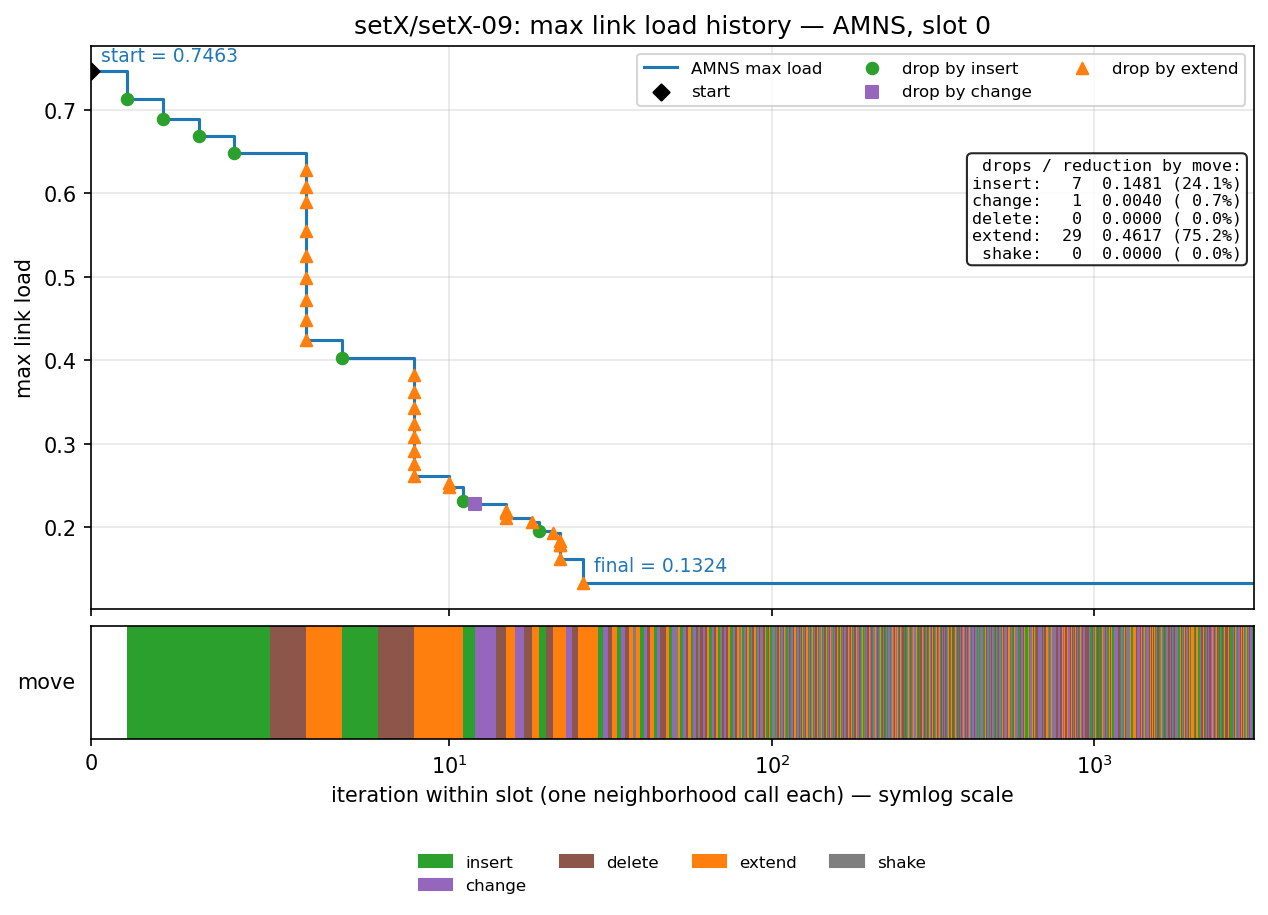 setX/setX-09: max link load history — AMNS, slot 0
start = 0.7463
AMNS max load
start
drop by insert
drop by change
drop by extend
drops / reduction by move:
insert:   7  0.1481 (24.1%)
change:   1  0.0040 ( 0.7%)
delete:   0  0.0000 ( 0.0%)
extend:  29  0.4617 (75.2%)
shake:   0  0.0000 ( 0.0%)
max link load
0.7
0.6
0.5
0.4
0.3
0.2
final = 0.1324
move
0
10¹
10²
10³
iteration within slot (one neighborhood call each) — symlog scale
insert
change
delete
extend
shake